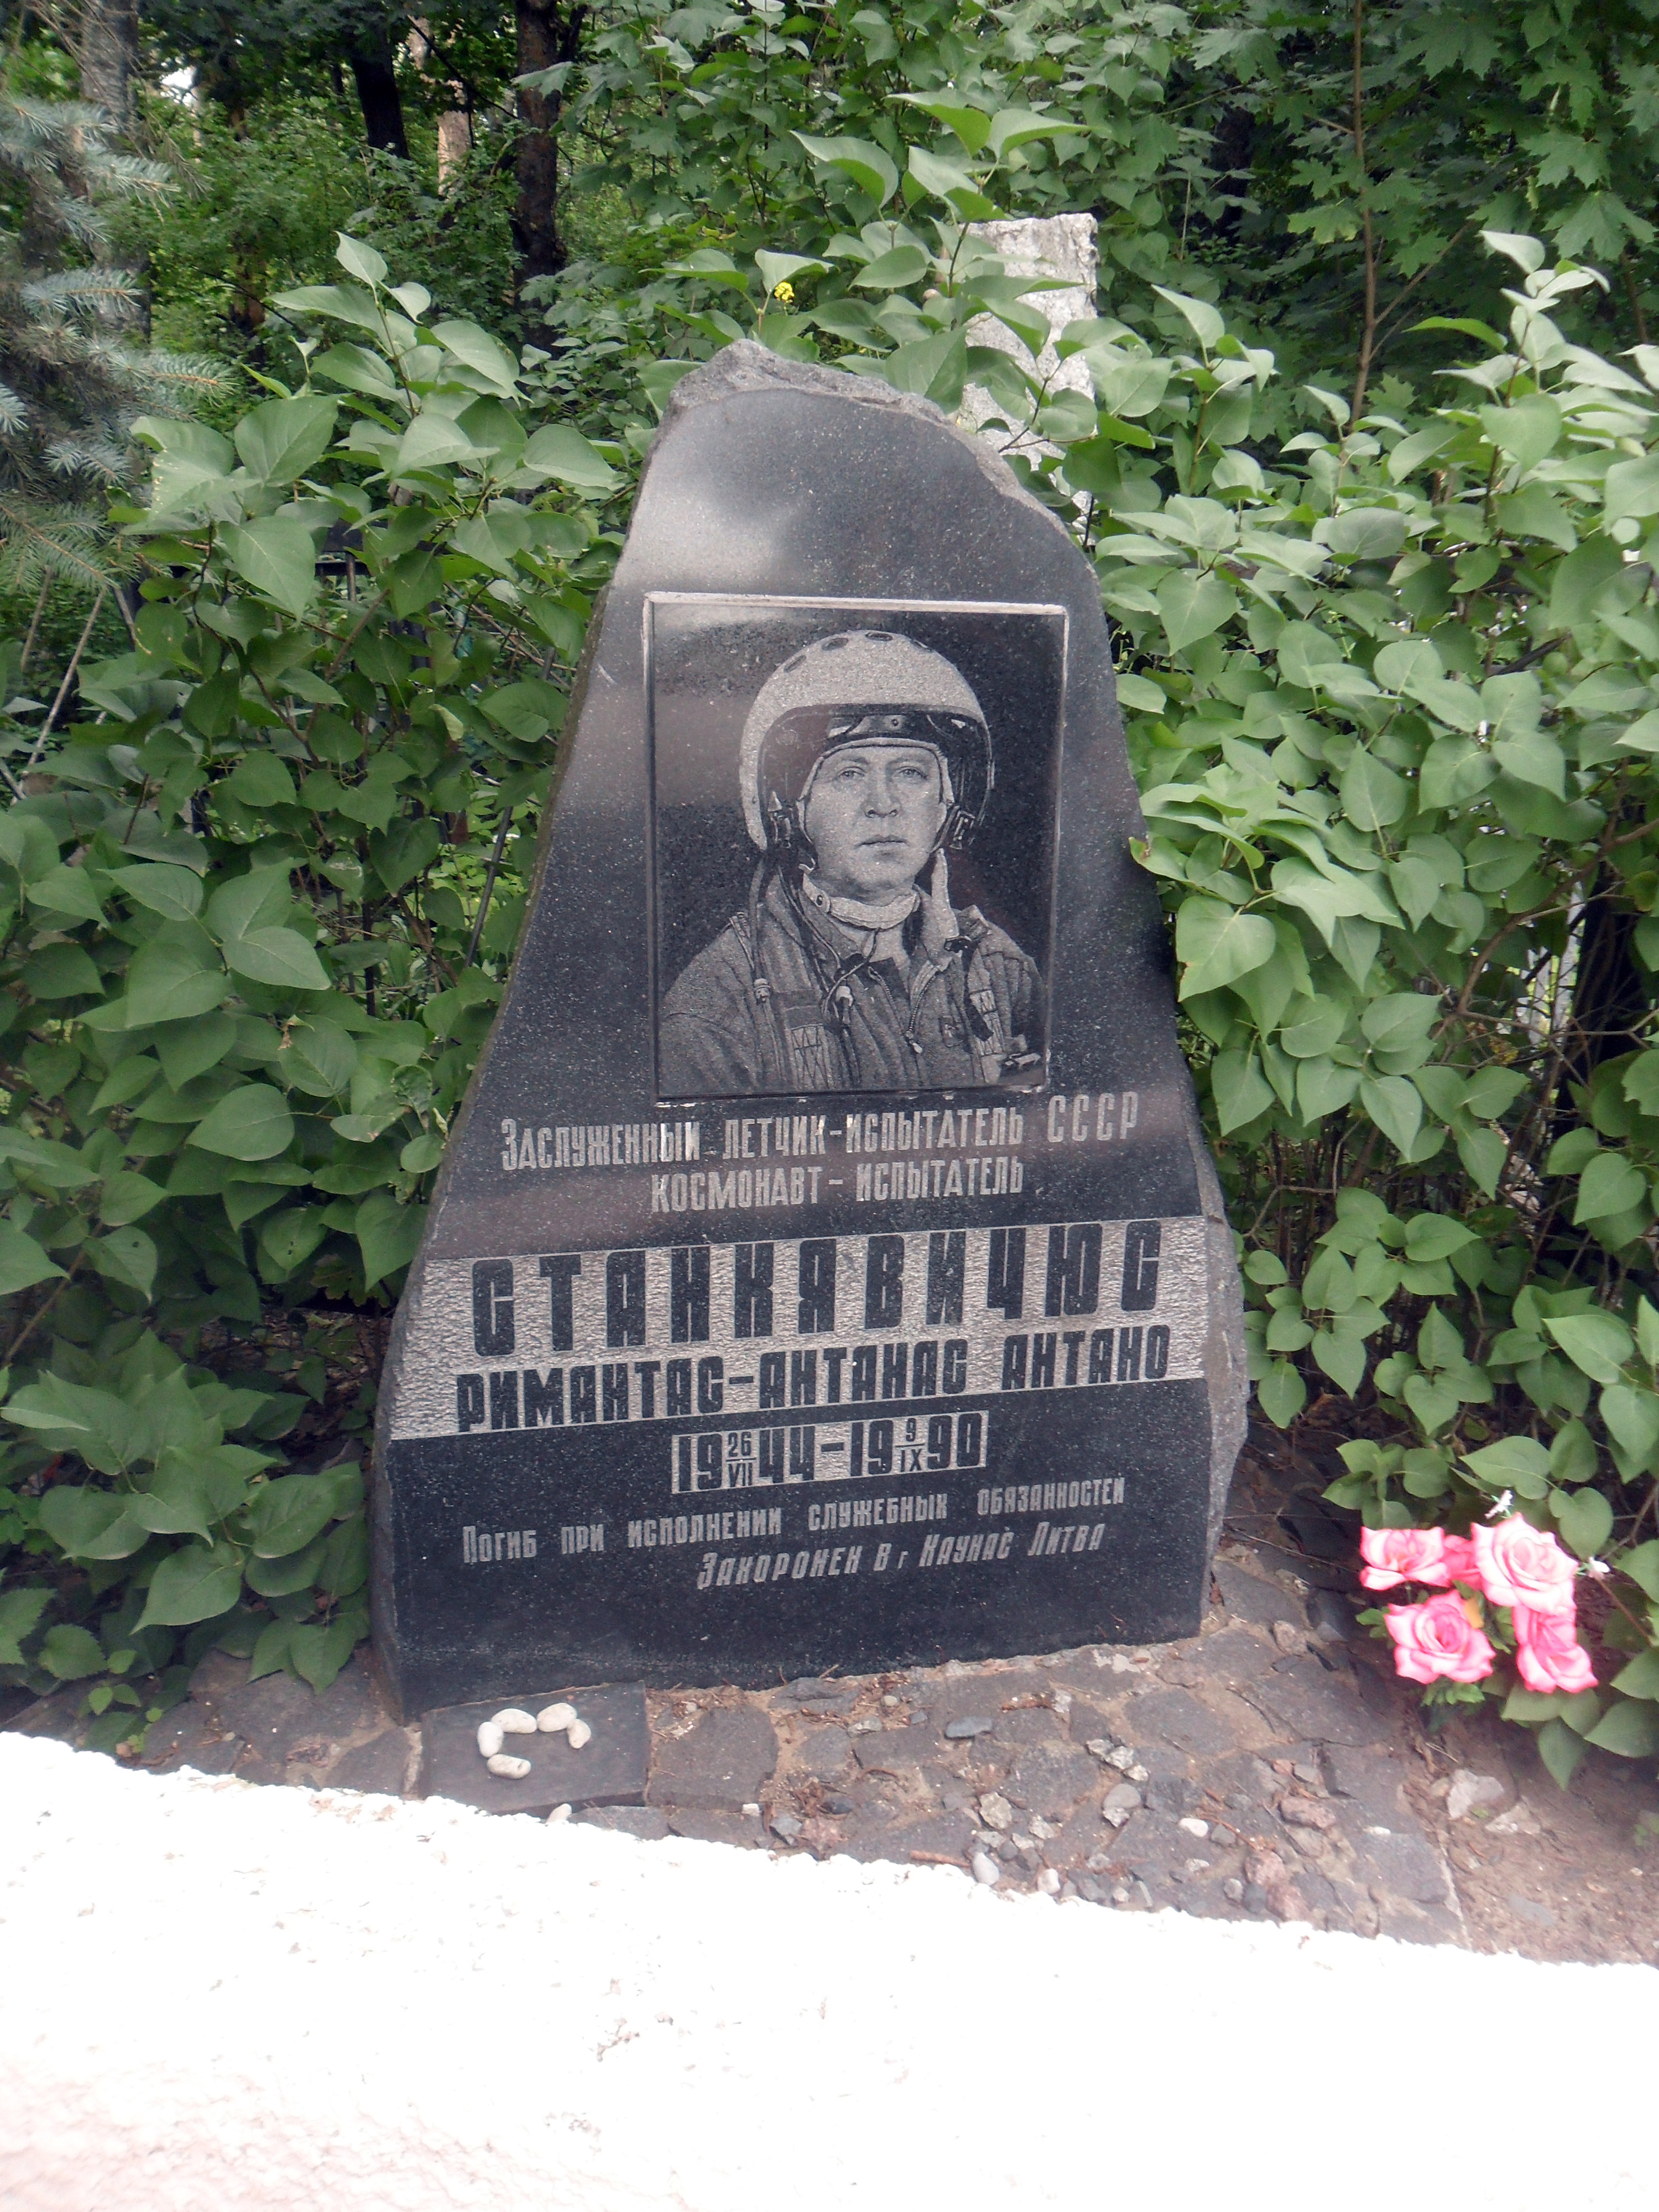 Заслуженный летчик-испытатель СССР
космонавт-испытатель
СТАНКЯВИЧЮС
РИМАНТАС-АНТАНАС АНТАНО
19 26/VII 44-19 9/IX 90
Погиб при исполнении служебных обязанностей
Захоронен в г Каунас Литва